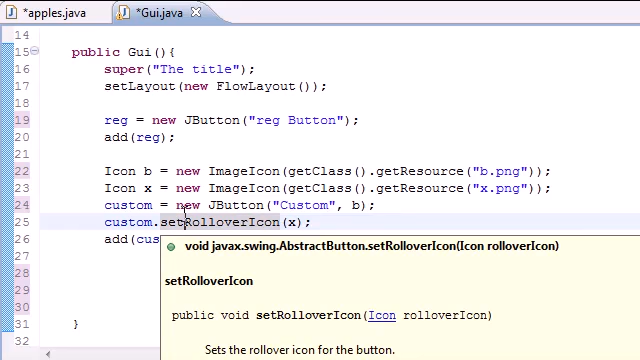 *apples.java *Gui.java
14
15 public Gui(){
16 super("The title");
17 setLayout(new FlowLayout());
18
19 reg = new JButton("reg Button");
20 add(reg);
21
22 Icon b = new ImageIcon(getClass().getResource("b.png"));
23 Icon x = new ImageIcon(getClass().getResource("x.png"));
24 custom = new JButton("Custom", b);
25 custom.setRolloverIcon(x);
26 add(cus
void javax.swing.AbstractButton.setRolloverIcon(Icon rolloverIcon)
27
28 setRolloverIcon
29
30 public void setRolloverIcon(Icon rolloverIcon)
31 }
32 Sets the rollover icon for the button.